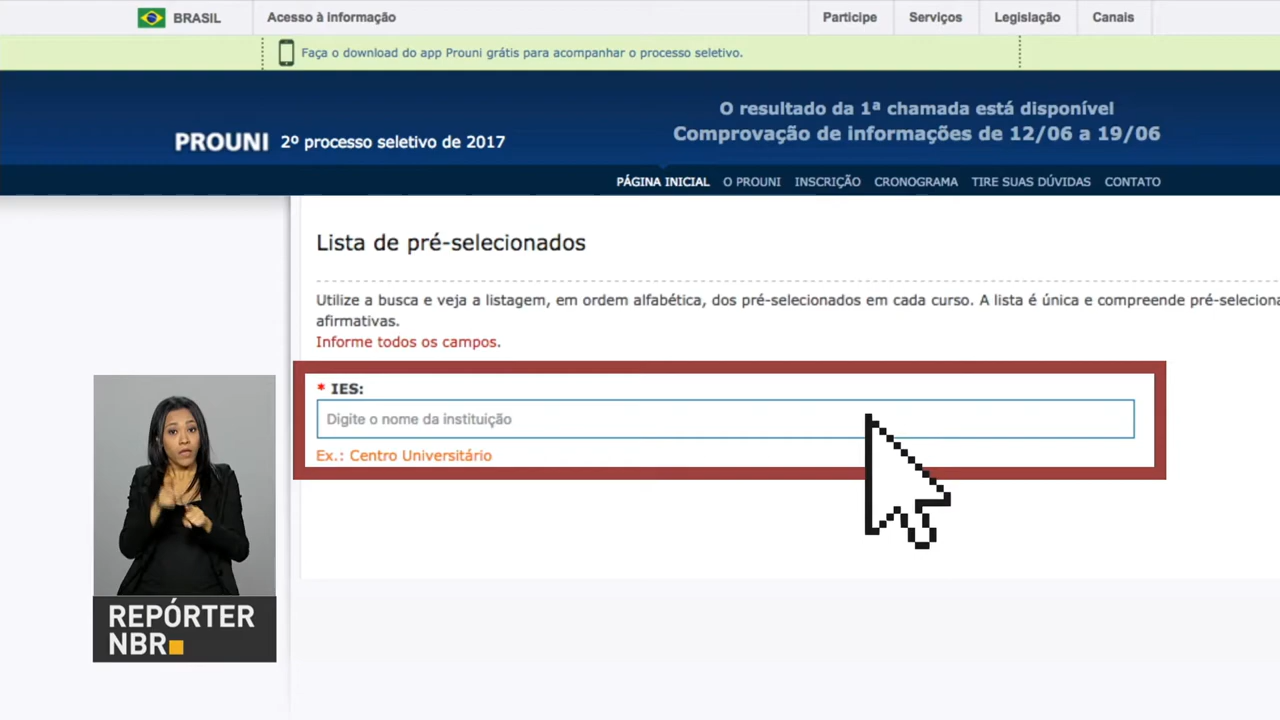 BRASIL
Acesso à informação
Participe
Serviços
Legislação
Canais
Faça o download do app Prouni grátis para acompanhar o processo seletivo.
PROUNI 2º processo seletivo de 2017
O resultado da 1ª chamada está disponível
Comprovação de informações de 12/06 a 19/06
PÁGINA INICIAL
O PROUNI
INSCRIÇÃO
CRONOGRAMA
TIRE SUAS DÚVIDAS
CONTATO
Lista de pré-selecionados
Utilize a busca e veja a listagem, em ordem alfabética, dos pré-selecionados em cada curso. A lista é única e compreende pré-seleciona
afirmativas.
Informe todos os campos.
* IES:
Digite o nome da instituição
Ex.: Centro Universitário
REPÓRTER
NBR